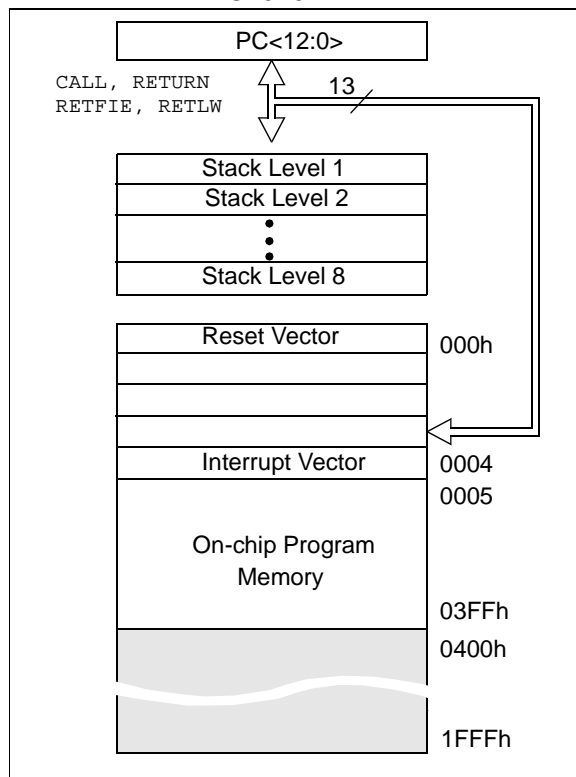 PC<12:0>
CALL, RETURN
RETFIE, RETLW
13
Stack Level 1
Stack Level 2
Stack Level 8
Reset Vector
000h
Interrupt Vector
0004
0005
On-chip Program
Memory
03FFh
0400h
1FFFh